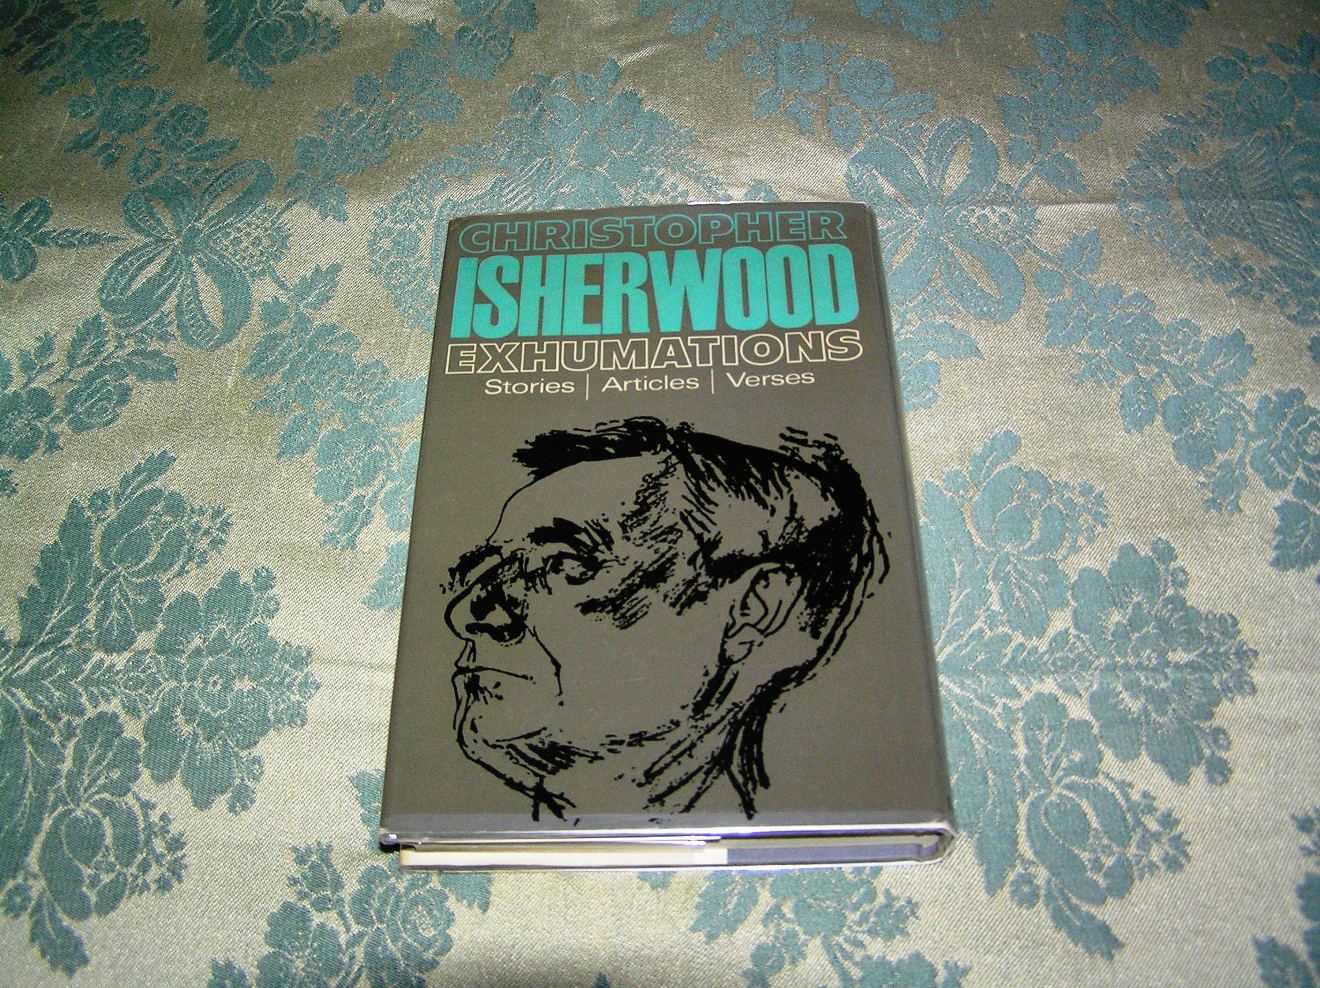 CHRISTOPHER
ISHERWOOD
EXHUMATIONS
Stories | Articles | Verses